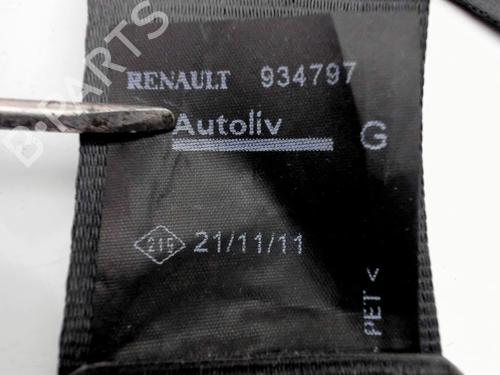 B-PARTS
RENAULT 934797
Autoliv
G
215 21/11/11
PET <